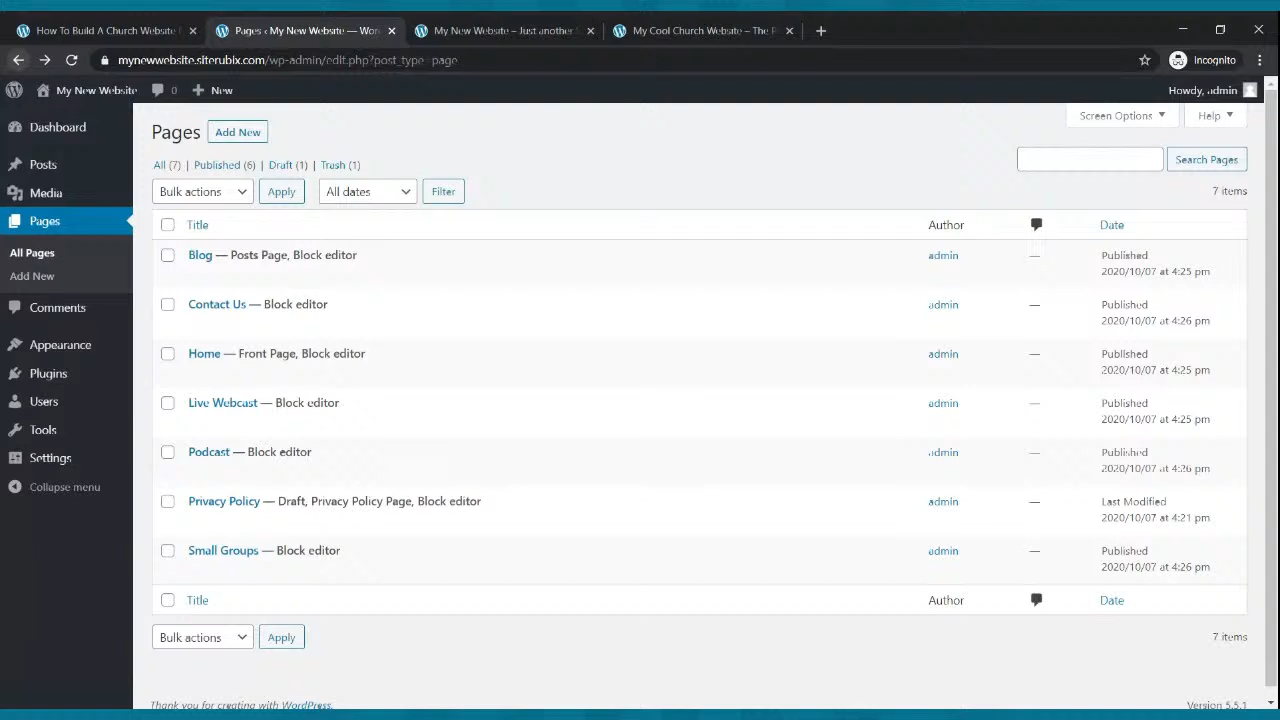 How To Build A Church Website
Pages ‹ My New Website — Wor
My New Website – Just another
My Cool Church Website – The P
mynewwebsite.siterubix.com/wp-admin/edit.php?post_type=page
Incognito
My New Website 0 New
Howdy, admin
Dashboard
Posts
Media
Pages
All Pages
Add New
Comments
Appearance
Plugins
Users
Tools
Settings
Collapse menu
Screen Options Help
Pages Add New
All (7) | Published (6) | Draft (1) | Trash (1)
Search Pages
Bulk actions Apply All dates Filter
7 items
Title Author Date
Blog — Posts Page, Block editor admin — Published
2020/10/07 at 4:25 pm
Contact Us — Block editor admin — Published
2020/10/07 at 4:26 pm
Home — Front Page, Block editor admin — Published
2020/10/07 at 4:25 pm
Live Webcast — Block editor admin — Published
2020/10/07 at 4:25 pm
Podcast — Block editor admin — Published
2020/10/07 at 4:26 pm
Privacy Policy — Draft, Privacy Policy Page, Block editor admin — Last Modified
2020/10/07 at 4:21 pm
Small Groups — Block editor admin — Published
2020/10/07 at 4:26 pm
Title Author Date
Bulk actions Apply
7 items
Thank you for creating with WordPress.
Version 5.5.1